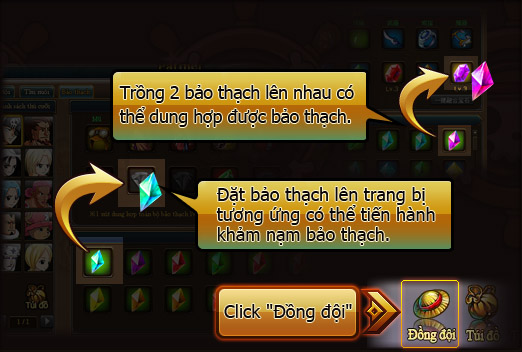 Trồng 2 bảo thạch lên nhau có
thể dung hợp được bảo thạch.
Đặt bảo thạch lên trang bị
tương ứng có thể tiến hành
khảm nạm bảo thạch.
Túi đồ
1/1
Click "Đồng đội"
Đồng đội
Túi đồ